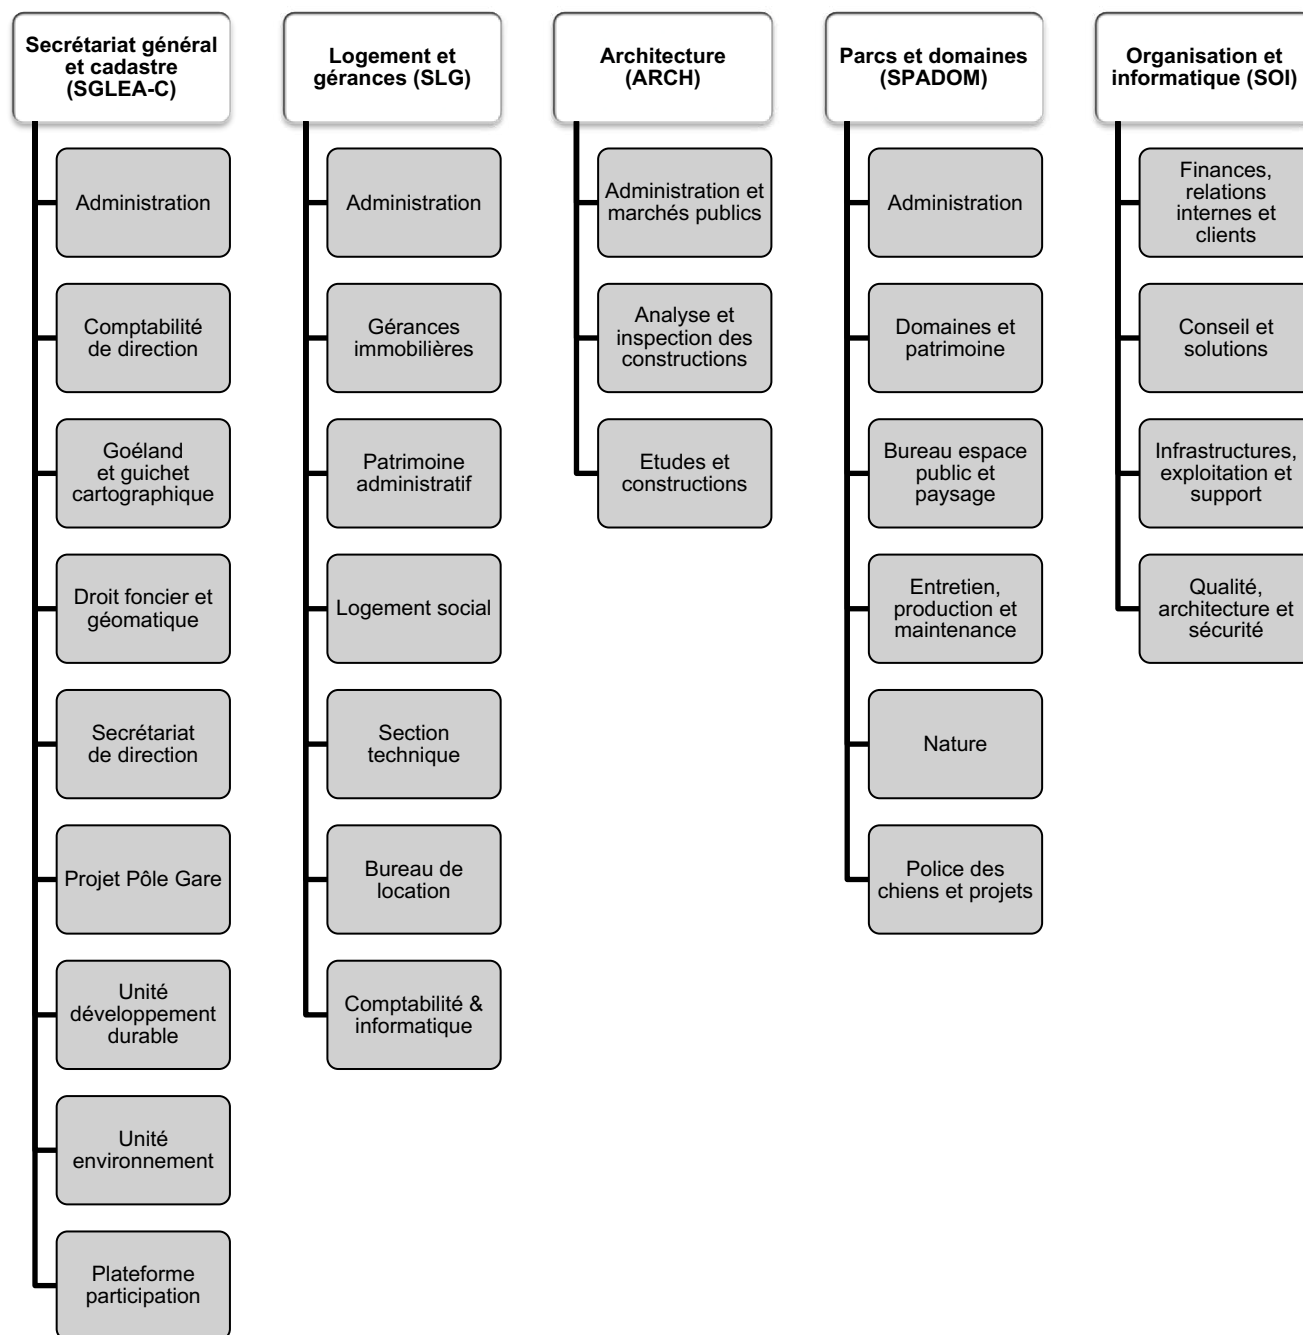 Secrétariat général
et cadastre
(SGLEA-C)
Administration
Comptabilité
de direction
Goéland
et guichet
cartographique
Droit foncier et
géomatique
Secrétariat
de direction
Projet Pôle Gare
Unité
développement
durable
Unité
environnement
Plateforme
participation
Logement et
gérances (SLG)
Administration
Gérances
immobilières
Patrimoine
administratif
Logement social
Section
technique
Bureau de
location
Comptabilité &
informatique
Architecture
(ARCH)
Administration et
marchés publics
Analyse et
inspection des
constructions
Etudes et
constructions
Parcs et domaines
(SPADOM)
Administration
Domaines et
patrimoine
Bureau espace
public et
paysage
Entretien,
production et
maintenance
Nature
Police des
chiens et projets
Organisation et
informatique (SOI)
Finances,
relations
internes et
clients
Conseil et
solutions
Infrastructures,
exploitation et
support
Qualité,
architecture et
sécurité